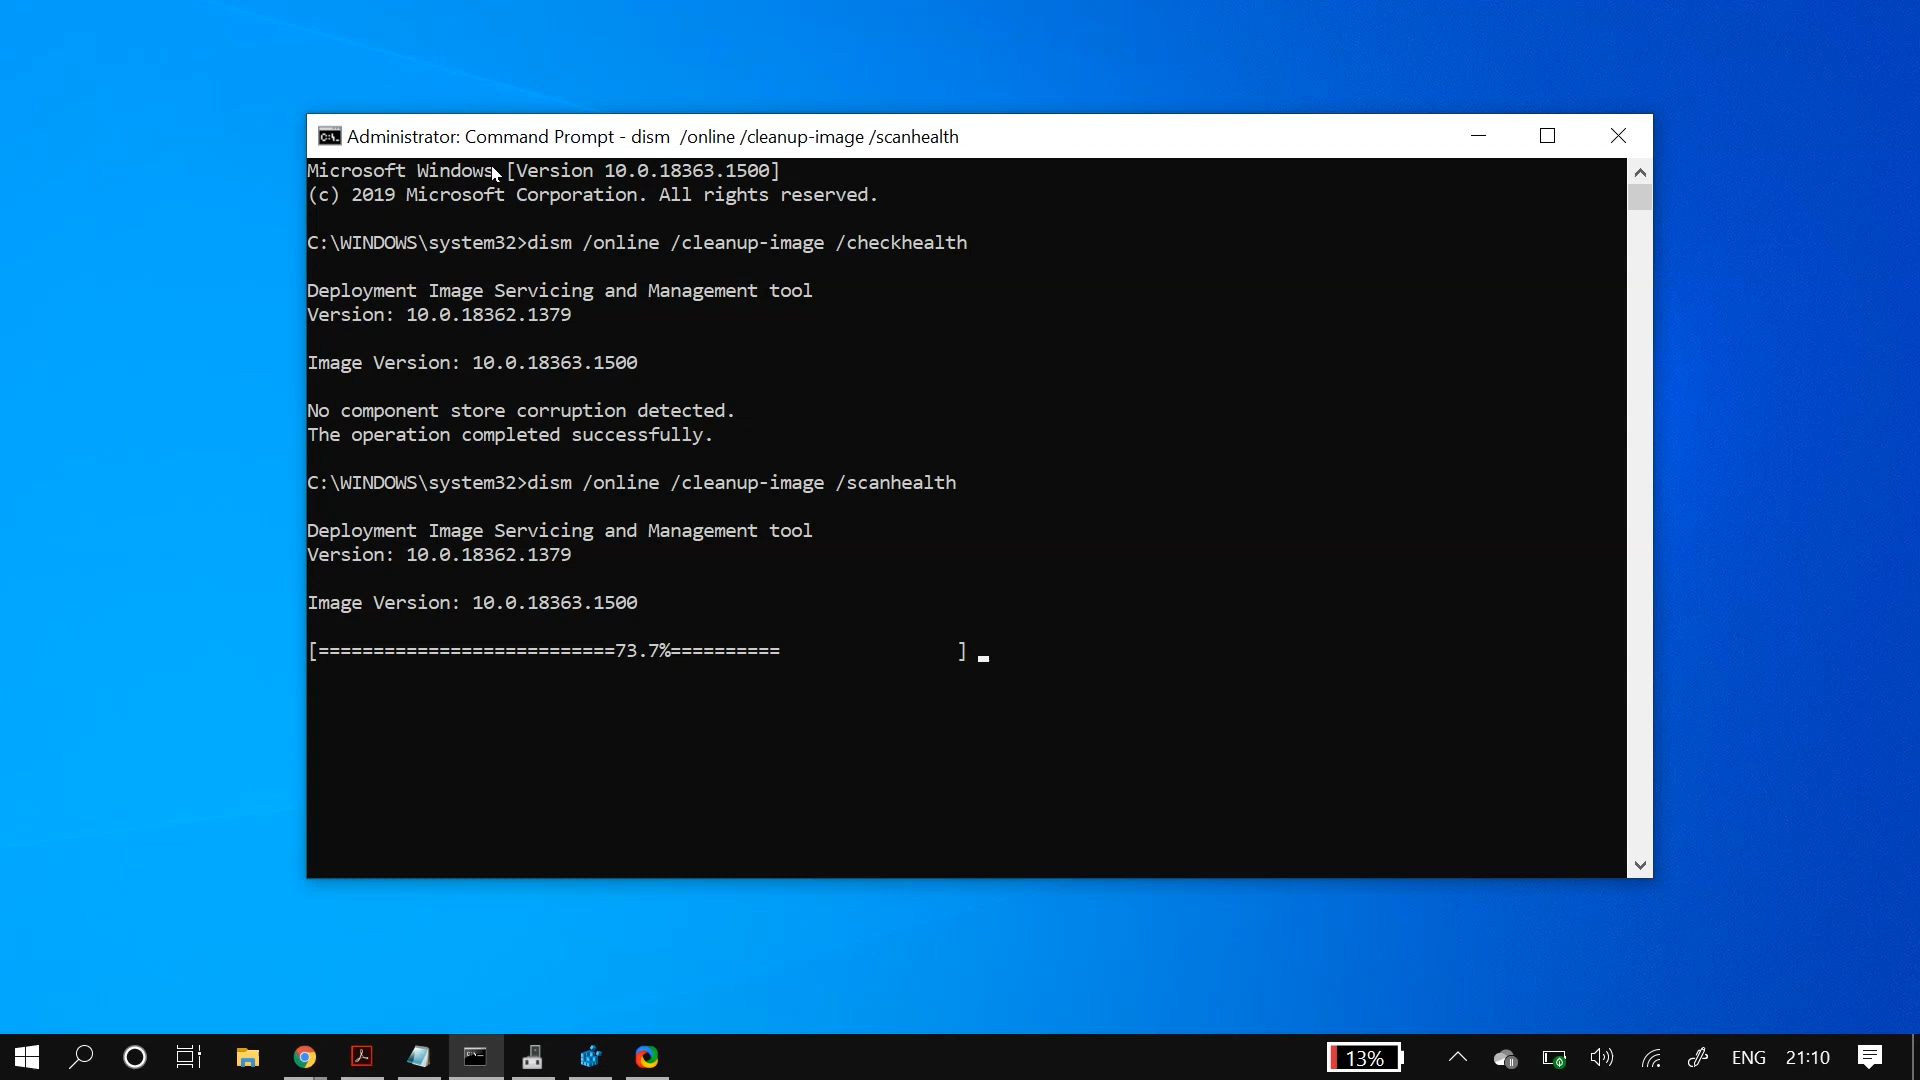 Administrator: Command Prompt - dism  /online /cleanup-image /scanhealth
Microsoft Windows [Version 10.0.18363.1500]
(c) 2019 Microsoft Corporation. All rights reserved.
C:\WINDOWS\system32>dism /online /cleanup-image /checkhealth
Deployment Image Servicing and Management tool
Version: 10.0.18362.1379
Image Version: 10.0.18363.1500
No component store corruption detected.
The operation completed successfully.
C:\WINDOWS\system32>dism /online /cleanup-image /scanhealth
Deployment Image Servicing and Management tool
Version: 10.0.18362.1379
Image Version: 10.0.18363.1500
[===========================73.7%==========                ]
13% ENG 21:10